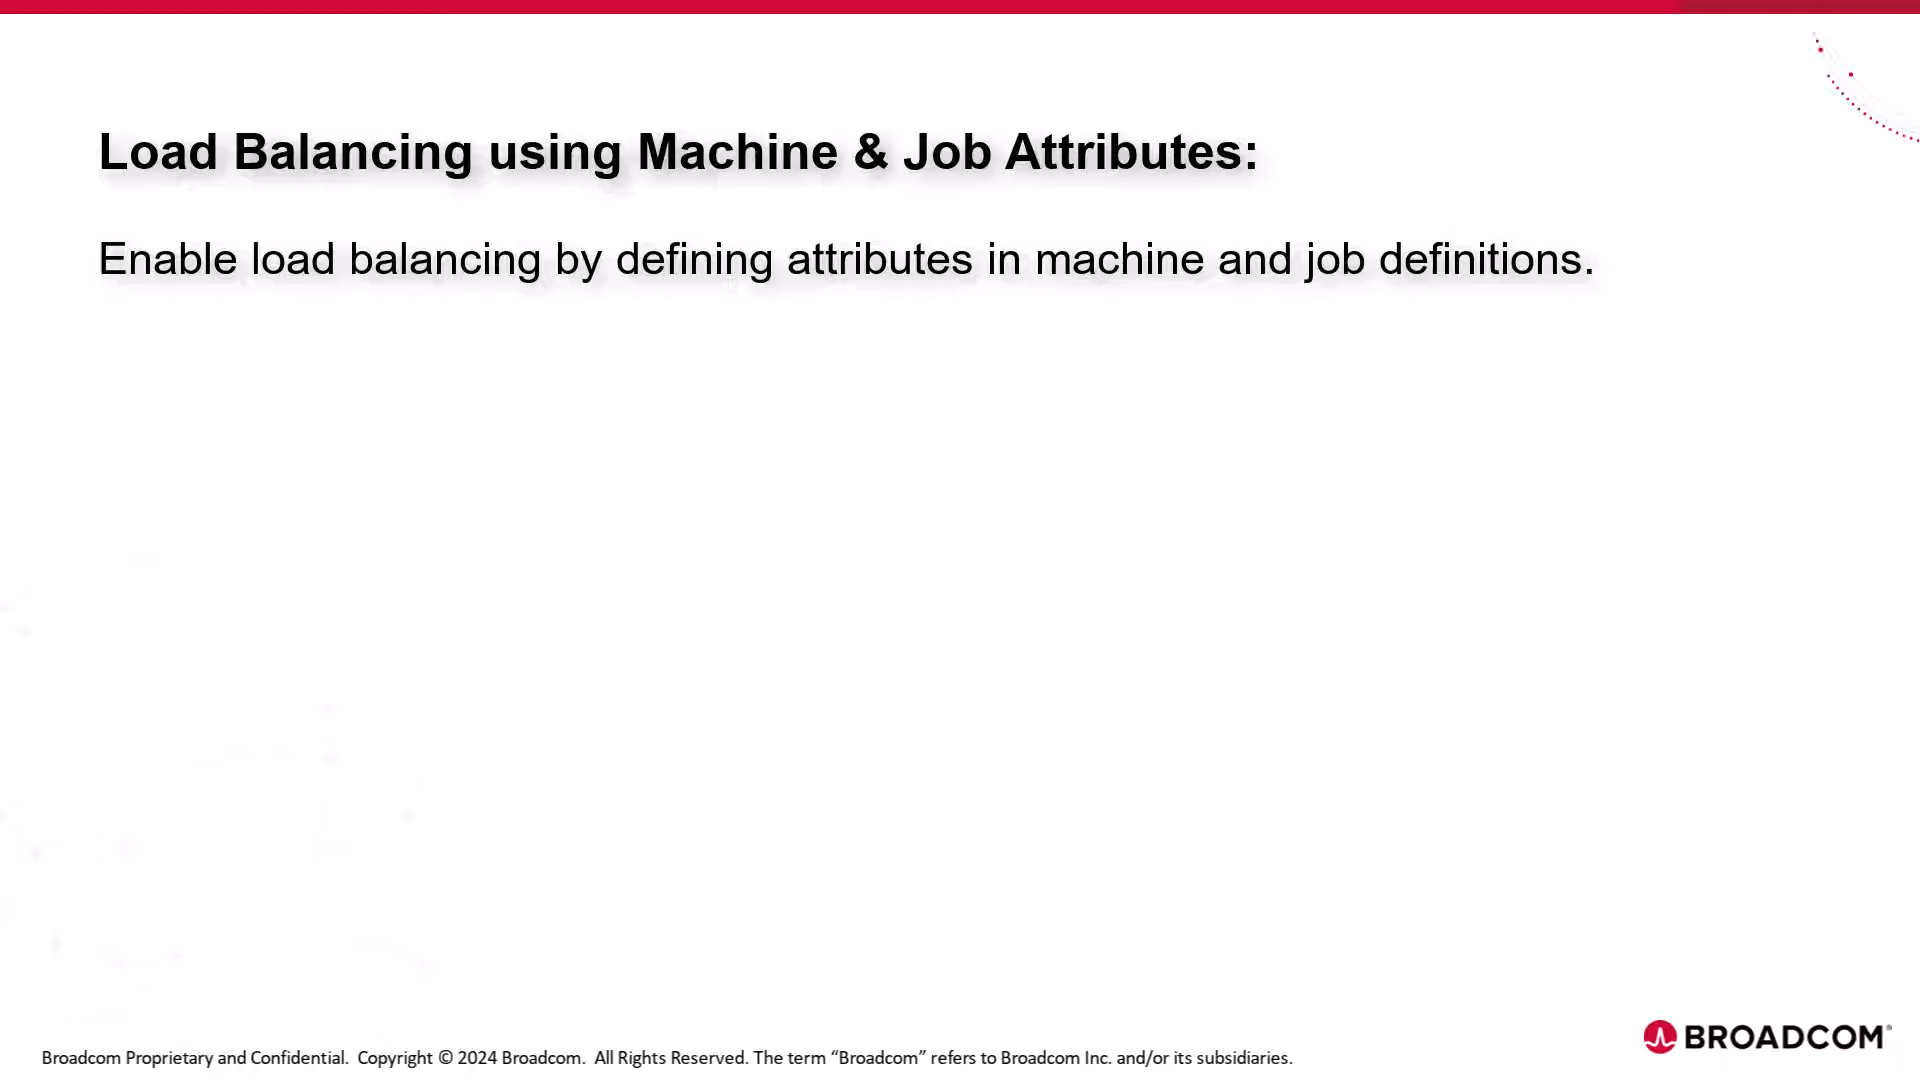 Load Balancing using Machine & Job Attributes:
Enable load balancing by defining attributes in machine and job definitions.
BROADCOM®
Broadcom Proprietary and Confidential.  Copyright © 2024 Broadcom.  All Rights Reserved. The term “Broadcom” refers to Broadcom Inc. and/or its subsidiaries.